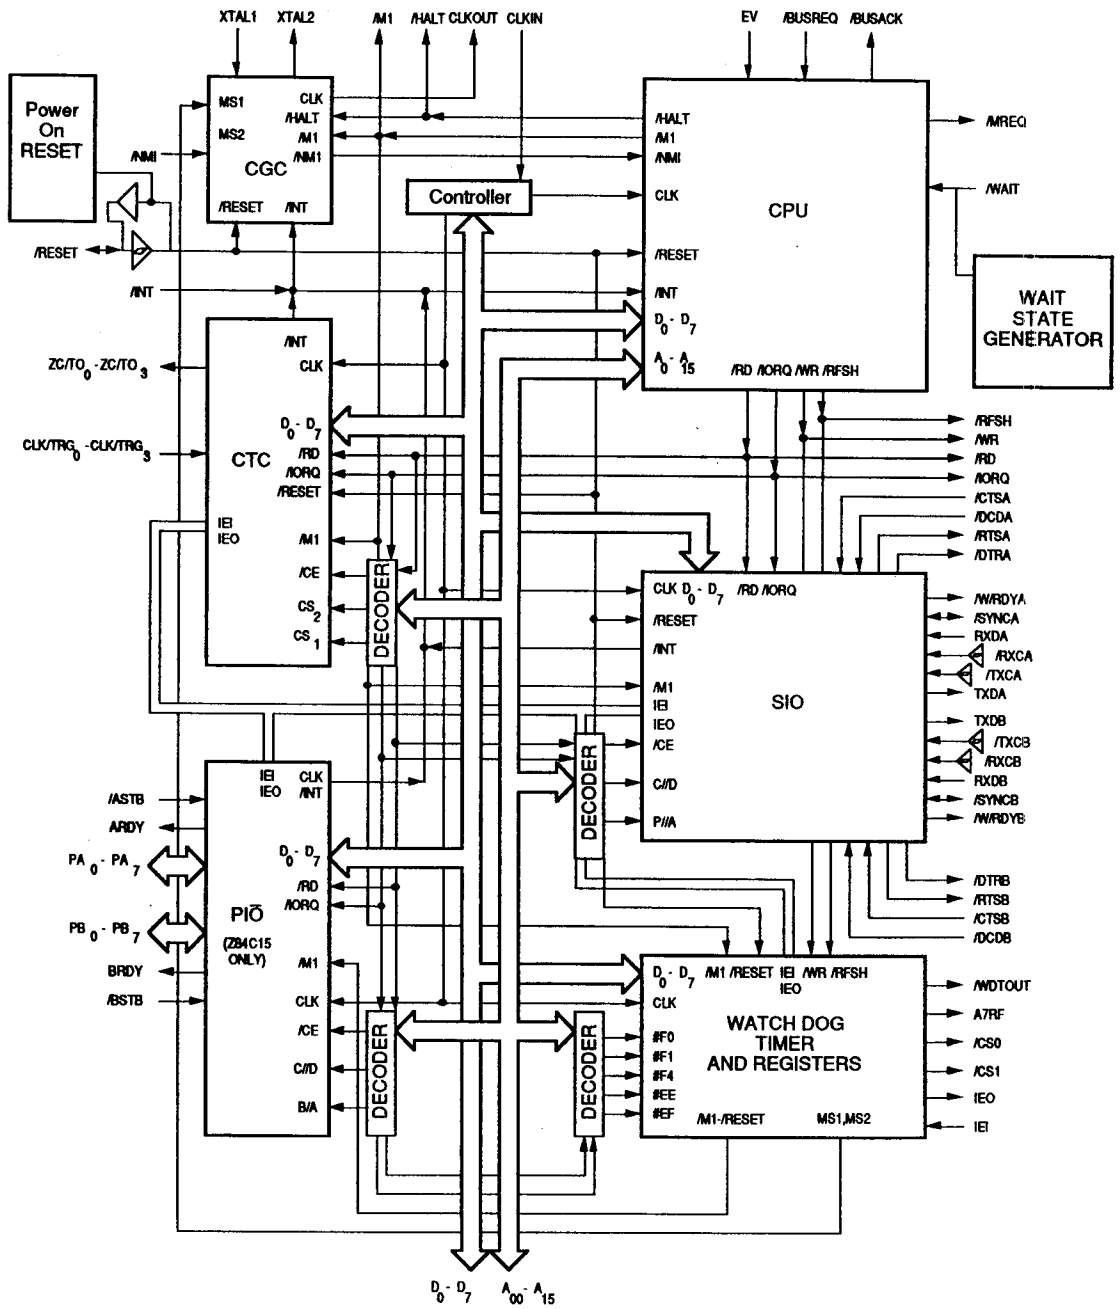 XTAL1 XTAL2 /M1 /HALT CLKOUT CLKIN EV /BUSREQ /BUSACK
Power
On
RESET
MS1 CLK
/HALT
MS2 /M1
/NM1
CGC
/RESET /INT
/NMI
/RESET
/INT
Controller
/HALT
/M1
/NMI
CLK
CPU
/RESET
/INT
D0 - D7
A0 - A15
/RD /IORQ /WR /RFSH
/MREQ
/WAIT
WAIT
STATE
GENERATOR
ZC/TO0 - ZC/TO3
CLK/TRG0 - CLK/TRG3
/INT
CLK
D0 - D7
CTC
/RD
/IORQ
/RESET
IEI
IEO
/M1
/CE
CS2
CS1
DECODER
/RFSH
/WR
/RD
/IORQ
/CTSA
/DCDA
/RTSA
/DTRA
CLK D0 - D7 /RD /IORQ
/RESET
/INT
/M1
IEI
IEO
/CE
C//D
P//A
SIO
DECODER
/W/RDYA
/SYNCA
RXDA
/RXCA
/TXCA
TXDA
TXDB
/TXCB
/RXCB
RXDB
/SYNCB
/W/RDYB
/DTRB
/RTSB
/CTSB
/DCDB
/ASTB
ARDY
PA0 - PA7
PB0 - PB7
BRDY
/BSTB
IEI CLK
IEO /INT
D0 - D7
/RD
/IORQ
PIO
(Z84C15
ONLY)
/M1
CLK
/CE
C//D
B/A
DECODER
DECODER
D0 - D7 /M1 /RESET IEI /WR /RFSH
IEO
CLK
WATCH DOG
TIMER
AND REGISTERS
#F0
#F1
#F4
#EE
#EF
/M1-/RESET MS1,MS2
/WDTOUT
A7RF
/CS0
/CS1
IEO
IEI
D0 - D7 A00 - A15